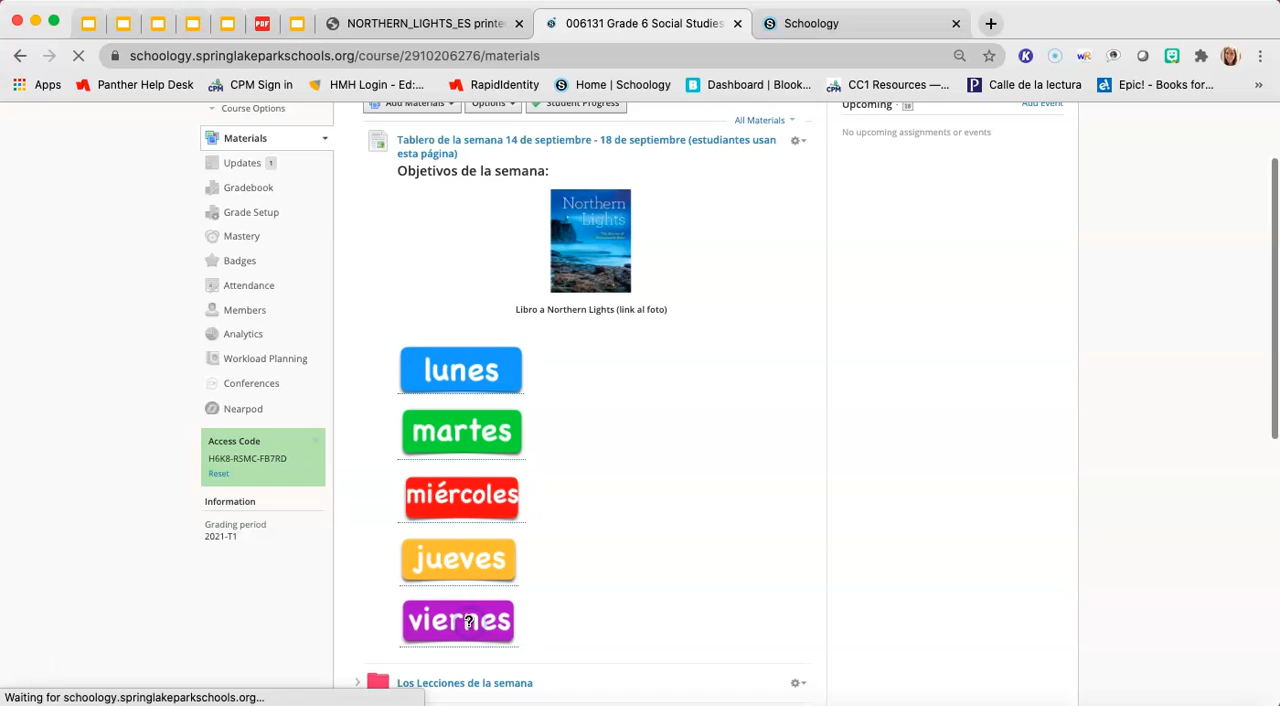 NORTHERN_LIGHTS_ES printe
006131 Grade 6 Social Studies
Schoology
schoology.springlakeparkschools.org/course/2910206276/materials
Apps
Panther Help Desk
CPM Sign in
HMH Login - Ed:...
RapidIdentity
Home | Schoology
Dashboard | Blook...
CC1 Resources —...
Calle de la lectura
Epic! - Books for...
»
Course Options
Add Materials
Options
Student Progress
Upcoming
Add Event
All Materials
No upcoming assignments or events
Materials
Updates 1
Gradebook
Grade Setup
Mastery
Badges
Attendance
Members
Analytics
Workload Planning
Conferences
Nearpod
Access Code
H6K8-RSMC-FB7RD
Reset
Information
Grading period
2021-T1
Tablero de la semana 14 de septiembre - 18 de septiembre (estudiantes usan
esta página)
Objetivos de la semana:
Northern
Lights
Libro a Northern Lights (link al foto)
lunes
martes
miércoles
jueves
viernes
Los Lecciones de la semana
Waiting for schoology.springlakeparkschools.org...